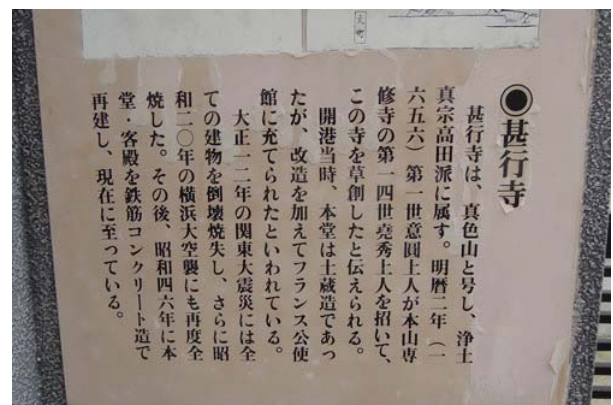 ◉甚行寺
甚行寺は、真色山と号し、浄土
真宗高田派に属す。明暦二年（一
六五六）第一世意圓上人が本山専
修寺の第一四世堯秀上人を招いて、
この寺を草創したと伝えられる。
開港当時、本堂は土蔵造であっ
たが、改造を加えてフランス公使
館に充てられたといわれている。
大正一二年の関東大震災には全
ての建物を倒壊焼失し、さらに昭
和二〇年の横浜大空襲にも再度全
焼した。その後、昭和四六年に本
堂・客殿を鉄筋コンクリート造で
再建し、現在に至っている。